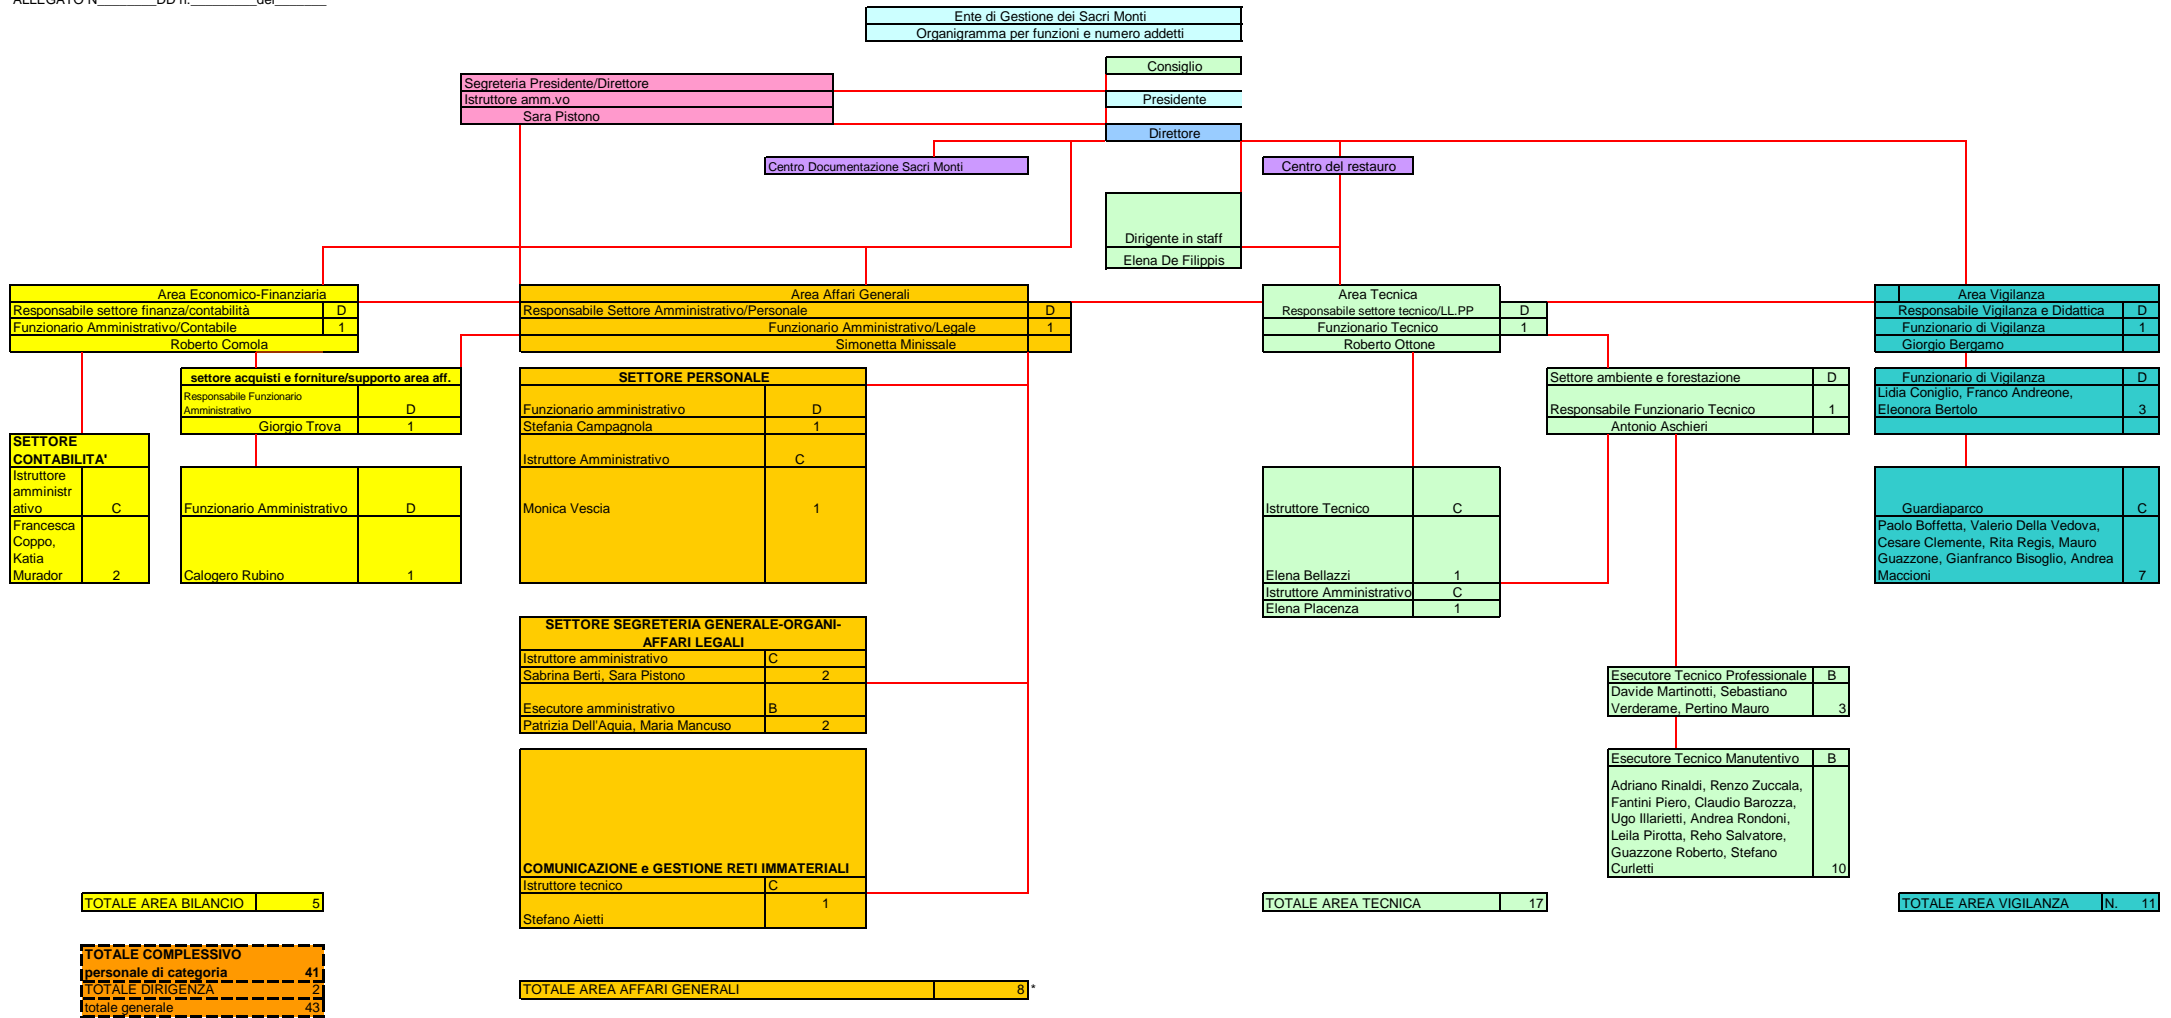 ALLEGATO N________DD n._________del_______
Ente di Gestione dei Sacri Monti
Organigramma per funzioni e numero addetti
Consiglio
Segreteria Presidente/Direttore
Istruttore amm.vo
Sara Pistono
Presidente
Direttore
Centro Documentazione Sacri Monti
Centro del restauro
Dirigente in staff
Elena De Filippis
Area Economico-Finanziaria
Responsabile settore finanza/contabilità D
Funzionario Amministrativo/Contabile 1
Roberto Comola
Area Affari Generali
Responsabile Settore Amministrativo/Personale D
Funzionario Amministrativo/Legale 1
Simonetta Minissale
Area Tecnica
Responsabile settore tecnico/LL.PP D
Funzionario Tecnico 1
Roberto Ottone
Area Vigilanza
Responsabile Vigilanza e Didattica D
Funzionario di Vigilanza 1
Giorgio Bergamo
settore acquisti e forniture/supporto area aff.
Responsabile Funzionario
Amministrativo D
Giorgio Trova 1
SETTORE
CONTABILITA'
Istruttore
amministr
ativo C
Francesca
Coppo,
Katia
Murador 2
Funzionario Amministrativo D
Calogero Rubino 1
SETTORE PERSONALE
Funzionario amministrativo D
Stefania Campagnola 1
Istruttore Amministrativo C
Monica Vescia 1
SETTORE SEGRETERIA GENERALE-ORGANI-
AFFARI LEGALI
Istruttore amministrativo C
Sabrina Berti, Sara Pistono 2
Esecutore amministrativo B
Patrizia Dell'Aquia, Maria Mancuso 2
COMUNICAZIONE e GESTIONE RETI IMMATERIALI
Istruttore tecnico C
1
Stefano Aietti
Settore ambiente e forestazione D
Responsabile Funzionario Tecnico 1
Antonio Aschieri
Istruttore Tecnico C
Elena Bellazzi 1
Istruttore Amministrativo C
Elena Placenza 1
Esecutore Tecnico Professionale B
Davide Martinotti, Sebastiano
Verderame, Pertino Mauro 3
Esecutore Tecnico Manutentivo B
Adriano Rinaldi, Renzo Zuccala,
Fantini Piero, Claudio Barozza,
Ugo Illarietti, Andrea Rondoni,
Leila Pirotta, Reho Salvatore,
Guazzone Roberto, Stefano
Curletti 10
Funzionario di Vigilanza D
Lidia Coniglio, Franco Andreone,
Eleonora Bertolo 3
Guardiaparco C
Paolo Boffetta, Valerio Della Vedova,
Cesare Clemente, Rita Regis, Mauro
Guazzone, Gianfranco Bisoglio, Andrea
Maccioni 7
TOTALE AREA BILANCIO 5
TOTALE AREA TECNICA 17
TOTALE AREA VIGILANZA N. 11
TOTALE COMPLESSIVO
personale di categoria 41
TOTALE DIRIGENZA 2
totale generale 43
TOTALE AREA AFFARI GENERALI 8 *